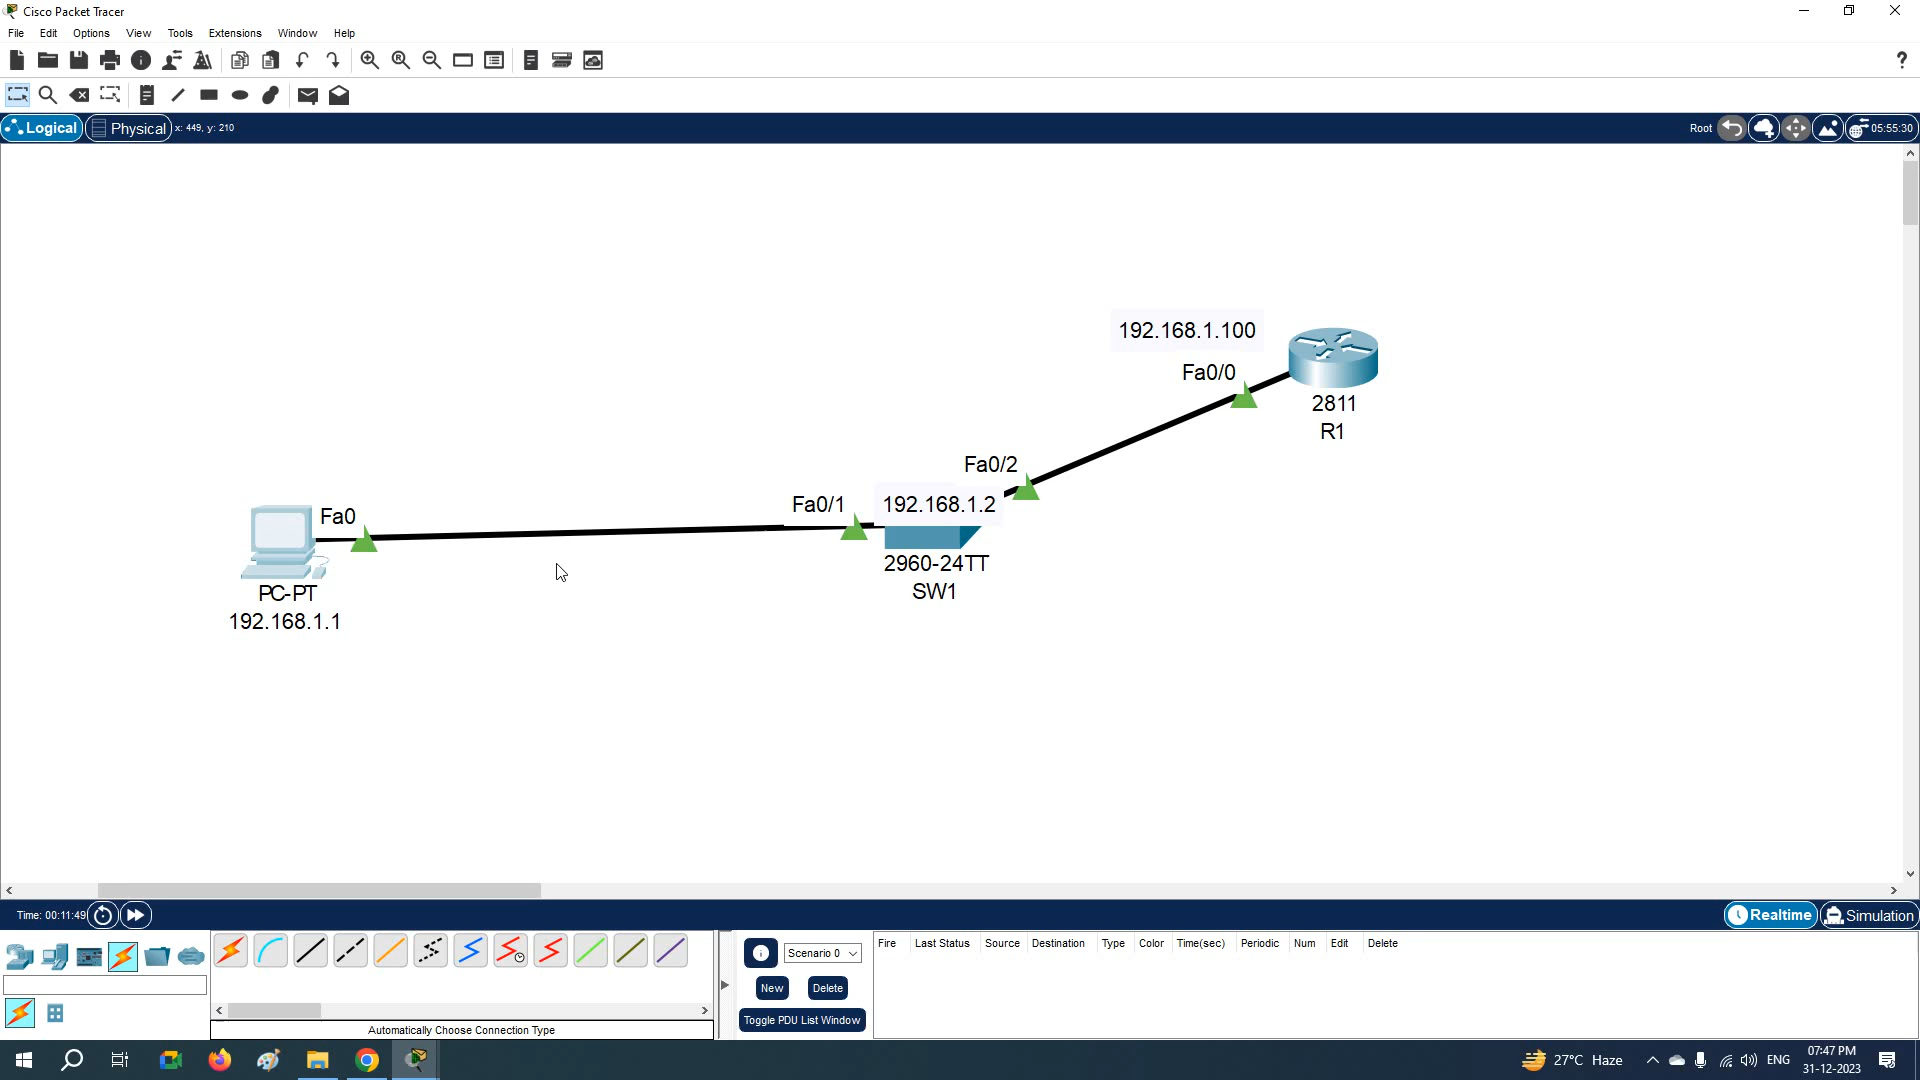 Cisco Packet Tracer
File Edit Options View Tools Extensions Window Help
Logical Physical x: 449, y: 210 Root 05:55:30
192.168.1.100
Fa0/0
2811
R1
Fa0/2
Fa0/1 192.168.1.2
Fa0
2960-24TT
SW1
PC-PT
192.168.1.1
Time: 00:11:49 Realtime Simulation
Scenario 0
New Delete
Toggle PDU List Window
Fire Last Status Source Destination Type Color Time(sec) Periodic Num Edit Delete
Automatically Choose Connection Type
27°C Haze ENG
07:47 PM
31-12-2023